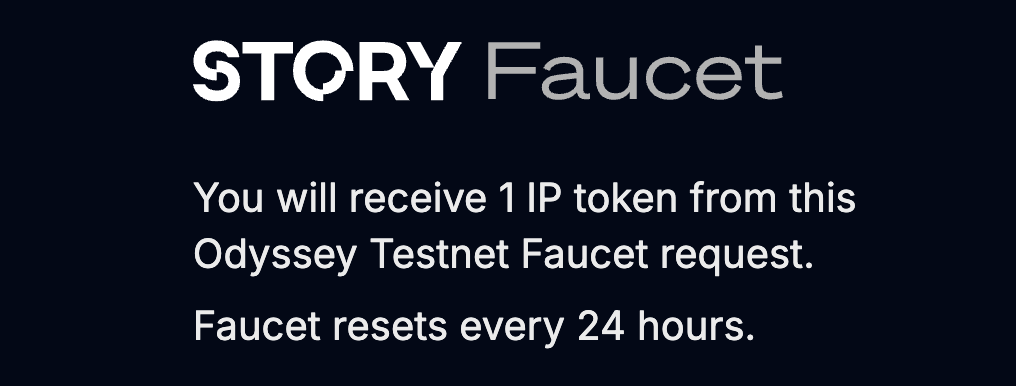 STORY Faucet
You will receive 1 IP token from this
Odyssey Testnet Faucet request.
Faucet resets every 24 hours.